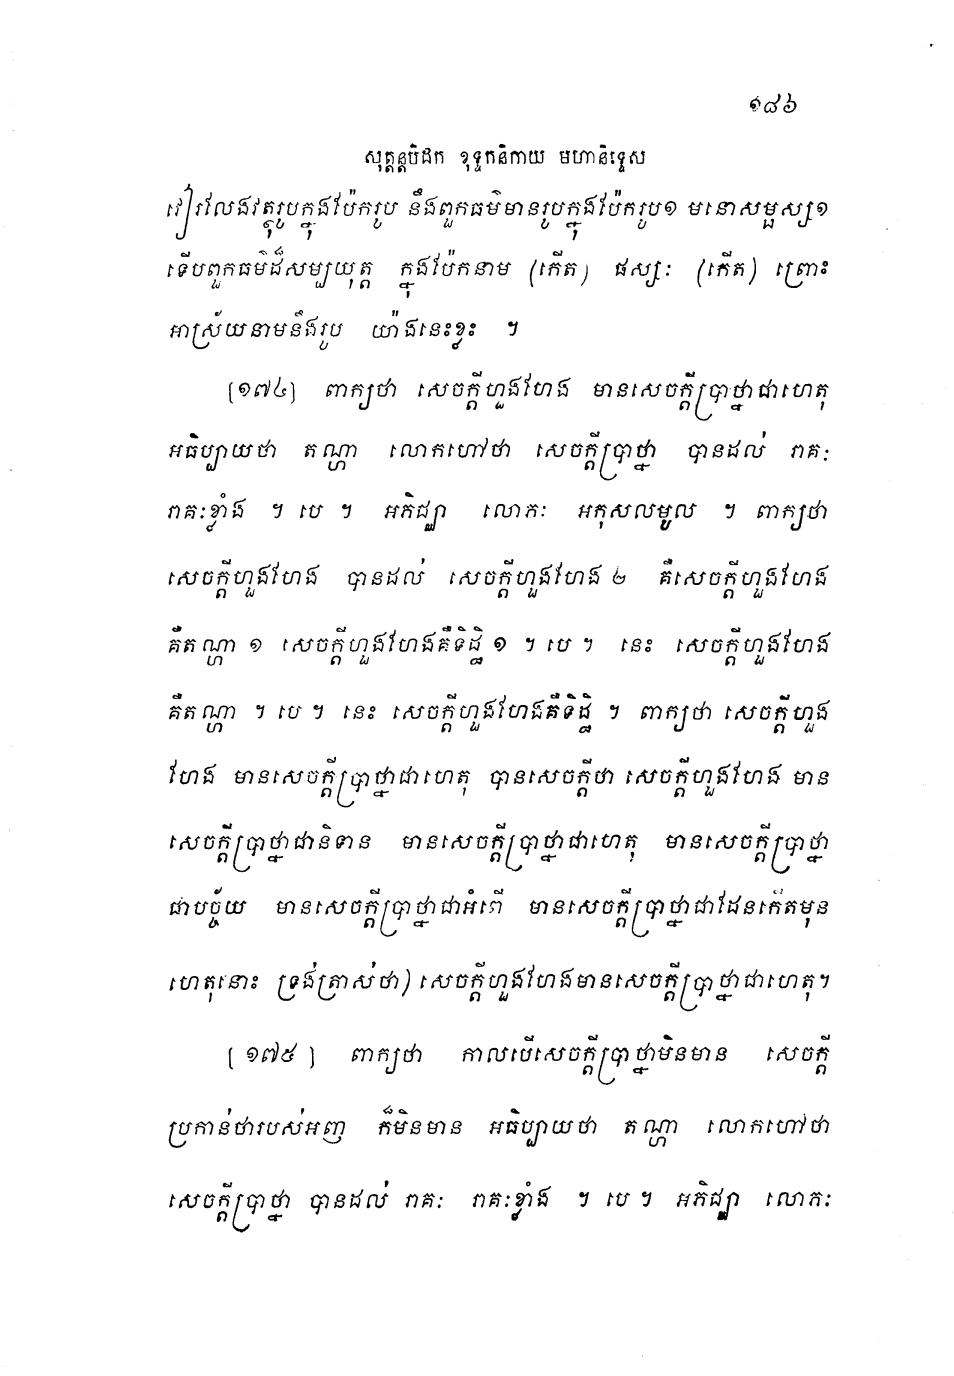 ១៨៦
សុត្តន្តបិដក ខុទ្ទកនិកាយ មហានិទ្ទេស
វៀរលែងវត្ថុរូបក្នុងប៉ែករូប នឹងពួកធម៌មានរូបក្នុងប៉ែករូប១ មនោសម្ផស្ស១
ទើបពួកធម៌ដ៏សម្បយុត្ត ក្នុងប៉ែកនាម (កើត) ផស្សៈ (កើត) ព្រោះ
អាស្រ័យនាមនឹងរូប យ៉ាងនេះខ្លះ ។
[១៧៤] ពាក្យថា សេចក្តីហួងហែង មានសេចក្តីប្រាថ្នាជាហេតុ
អធិប្បាយថា តណ្ហា លោកហៅថា សេចក្តីប្រាថ្នា បានដល់ រាគៈ
រាគៈខ្លាំង ។ បេ ។ អភិជ្ឈា លោភៈ អកុសលមូល ។ ពាក្យថា
សេចក្តីហួងហែង បានដល់ សេចក្តីហួងហែង ២ គឺសេចក្តីហួងហែង
គឺតណ្ហា ១ សេចក្តីហួងហែងគឺទិដ្ឋិ ១ ។ បេ ។ នេះ សេចក្តីហួងហែង
គឺតណ្ហា ។ បេ ។ នេះ សេចក្តីហួងហែងគឺទិដ្ឋិ ។ ពាក្យថា សេចក្តីហួង
ហែង មានសេចក្តីប្រាថ្នាជាហេតុ បានសេចក្តីថា សេចក្តីហួងហែង មាន
សេចក្តីប្រាថ្នាជានិទាន មានសេចក្តីប្រាថ្នាជាហេតុ មានសេចក្តីប្រាថ្នា
ជាបច្ច័យ មានសេចក្តីប្រាថ្នាជាអំពើ មានសេចក្តីប្រាថ្នាជាដែនកើតមុន
ហេតុនោះ ទ្រង់ត្រាស់ថា) សេចក្តីហួងហែងមានសេចក្តីប្រាថ្នាជាហេតុ។
[ ១៧៥ ] ពាក្យថា កាលបើសេចក្តីប្រាថ្នាមិនមាន សេចក្តី
ប្រកាន់ថារបស់អញ ក៏មិនមាន អធិប្បាយថា តណ្ហា លោកហៅថា
សេចក្តីប្រាថ្នា បានដល់ រាគៈ រាគៈខ្លាំង ។ បេ ។ អភិជ្ឈា លោភៈ